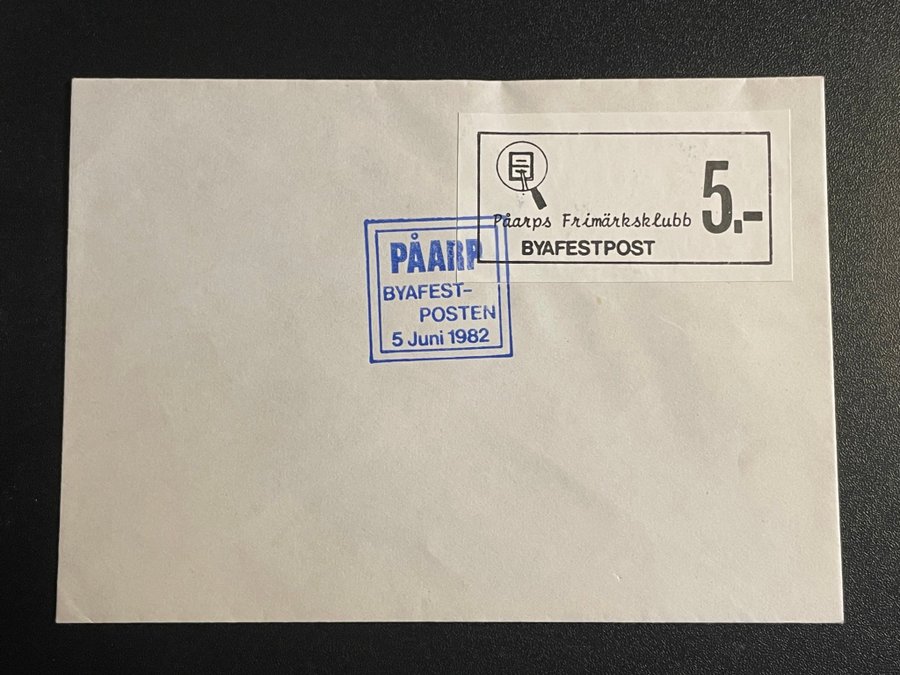 Påarps Frimärksklubb 5.-
BYAFESTPOST
PÅARP
BYAFEST-
POSTEN
5 Juni 1982